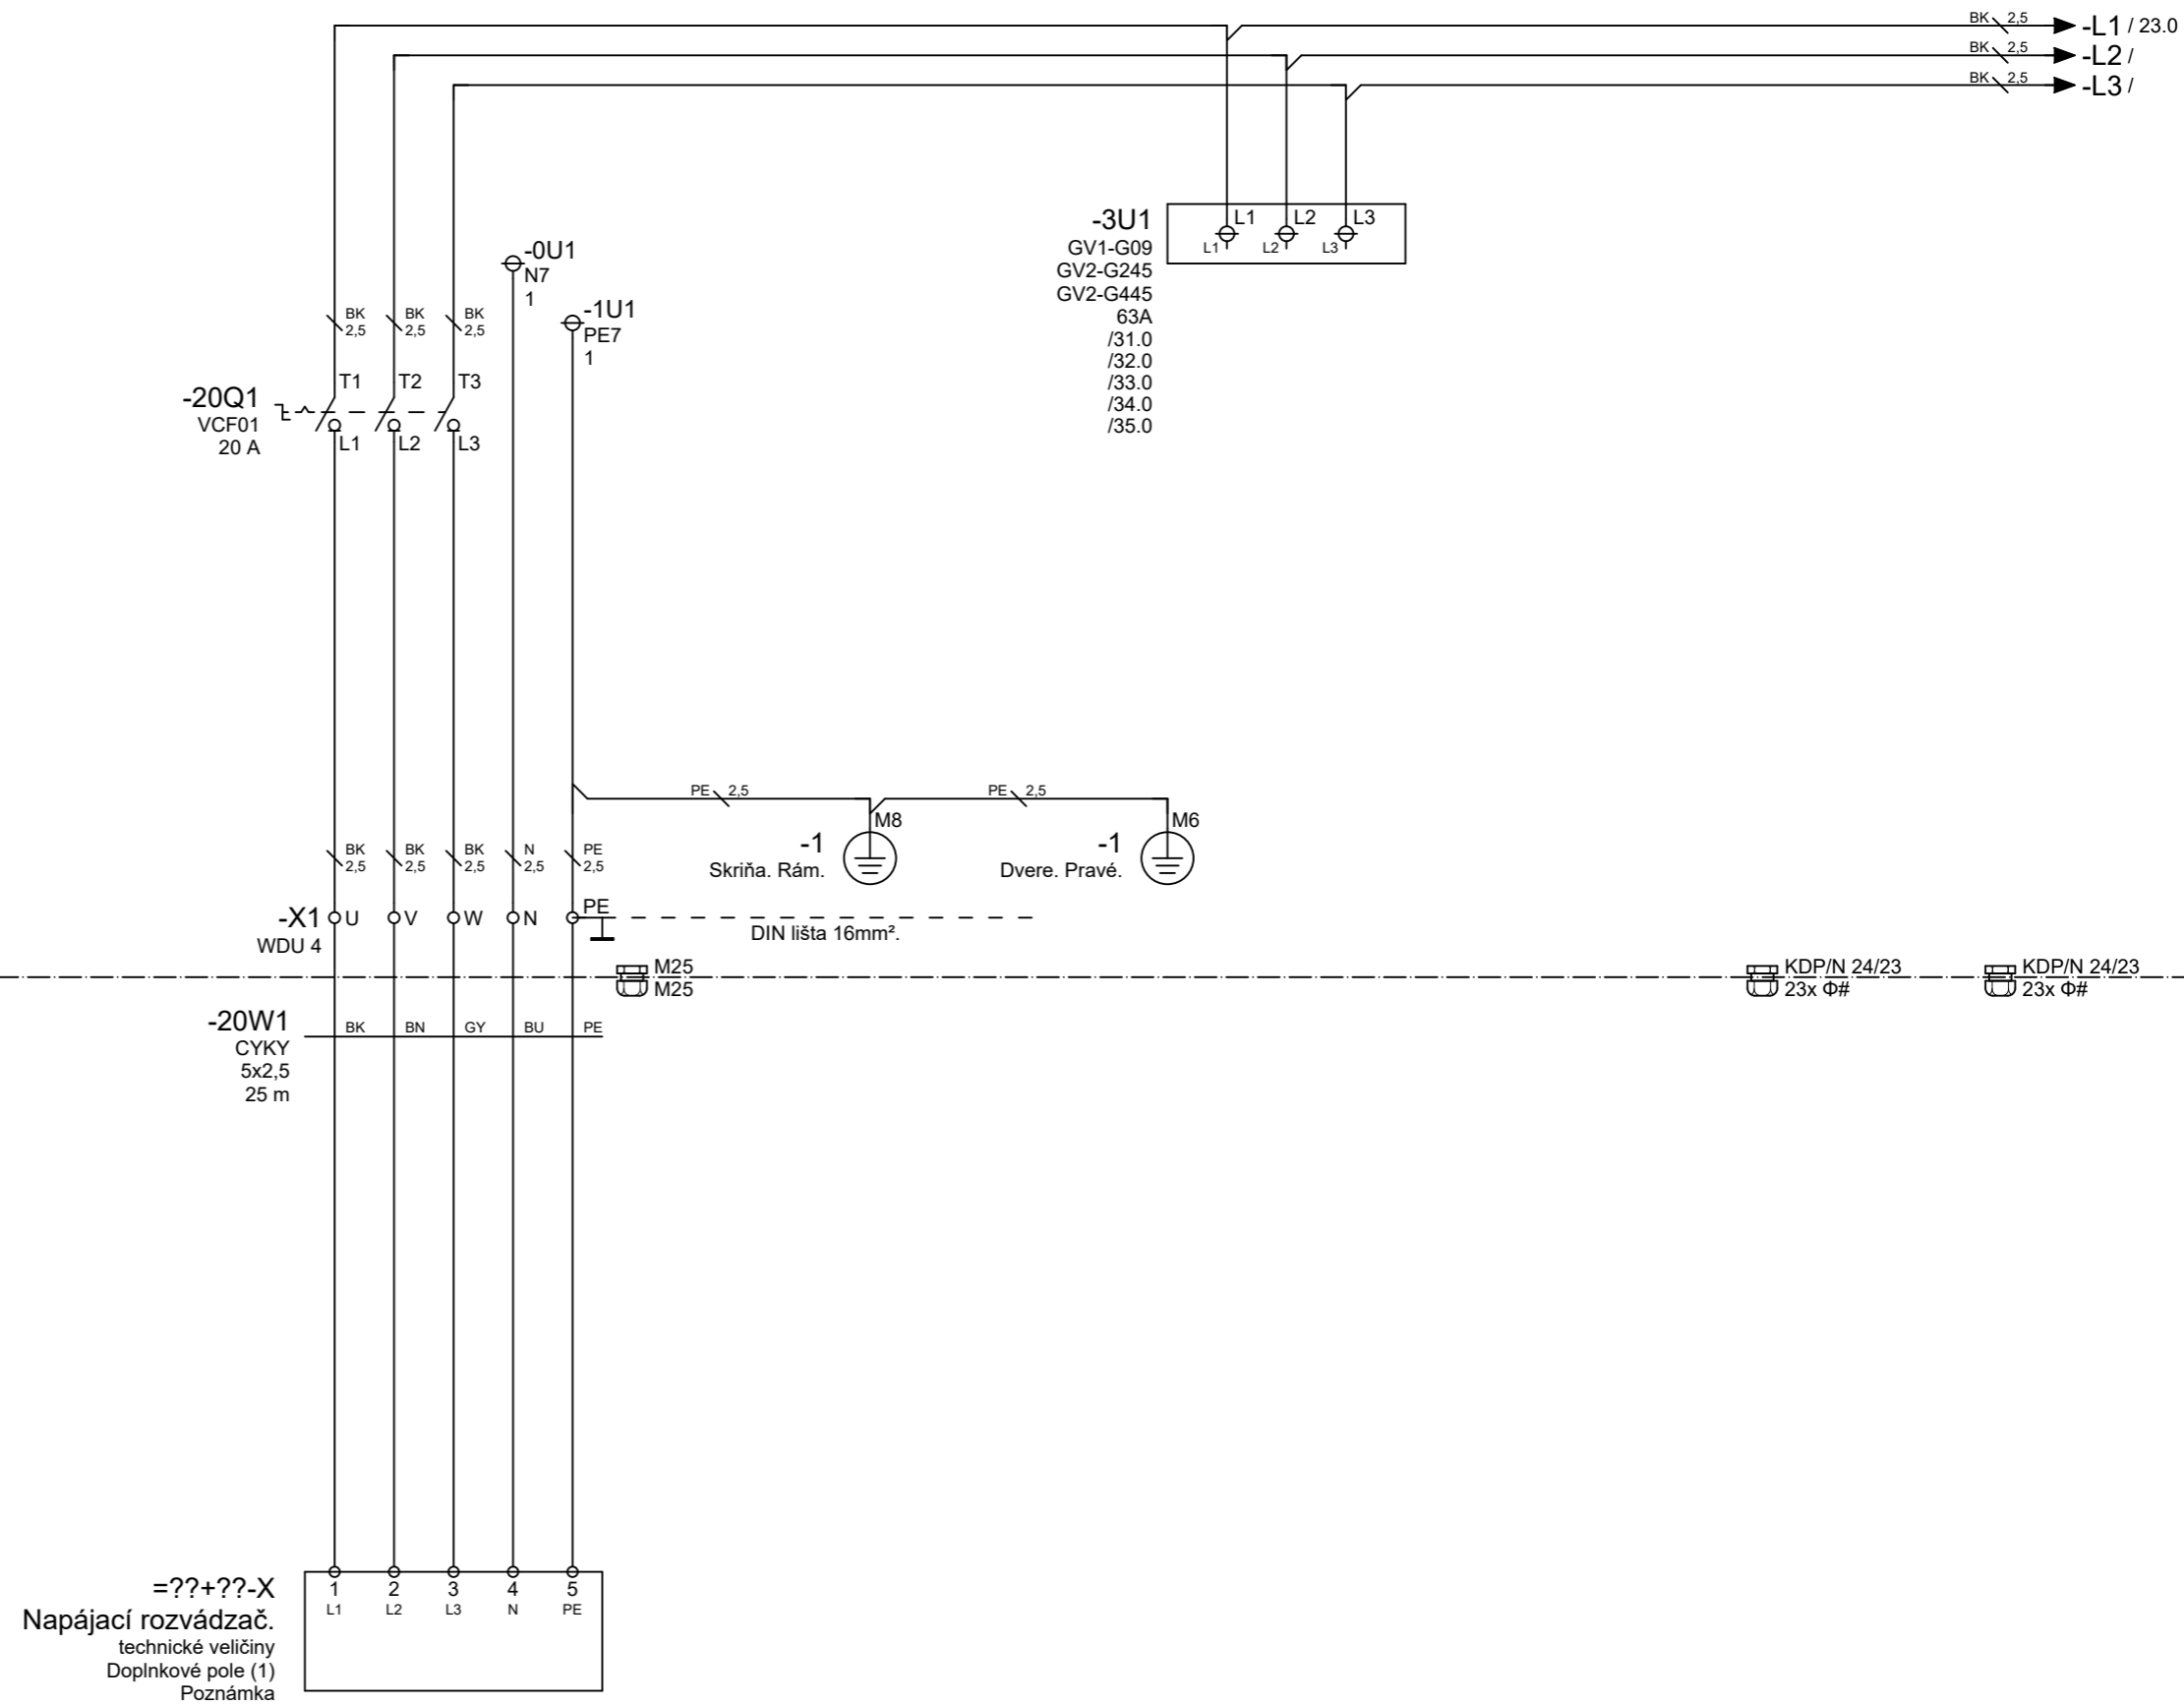 BK 2,5 -L1 / 23.0
BK 2,5 -L2 /
BK 2,5 -L3 /
-3U1 L1 L2 L3
L1 L2 L3
GV1-G09
GV2-G245
GV2-G445
63A
/31.0
/32.0
/33.0
/34.0
/35.0
-0U1
N7
1
-1U1
PE7
1
BK BK BK
2,5 2,5 2,5
T1 T2 T3
-20Q1
VCF01
20 A
L1 L2 L3
PE 2,5 PE 2,5
M8 M6
-1
Skriňa. Rám.
-1
Dvere. Pravé.
BK BK BK N PE
2,5 2,5 2,5 2,5 2,5
-X1 U V W N PE
WDU 4
DIN lišta 16mm².
M25
M25
KDP/N 24/23
23x Φ#
KDP/N 24/23
23x Φ#
-20W1 BK BN GY BU PE
CYKY
5x2,5
25 m
=??+??-X
Napájací rozvádzač.
technické veličiny
Doplnkové pole (1)
Poznámka
1 2 3 4 5
L1 L2 L3 N PE